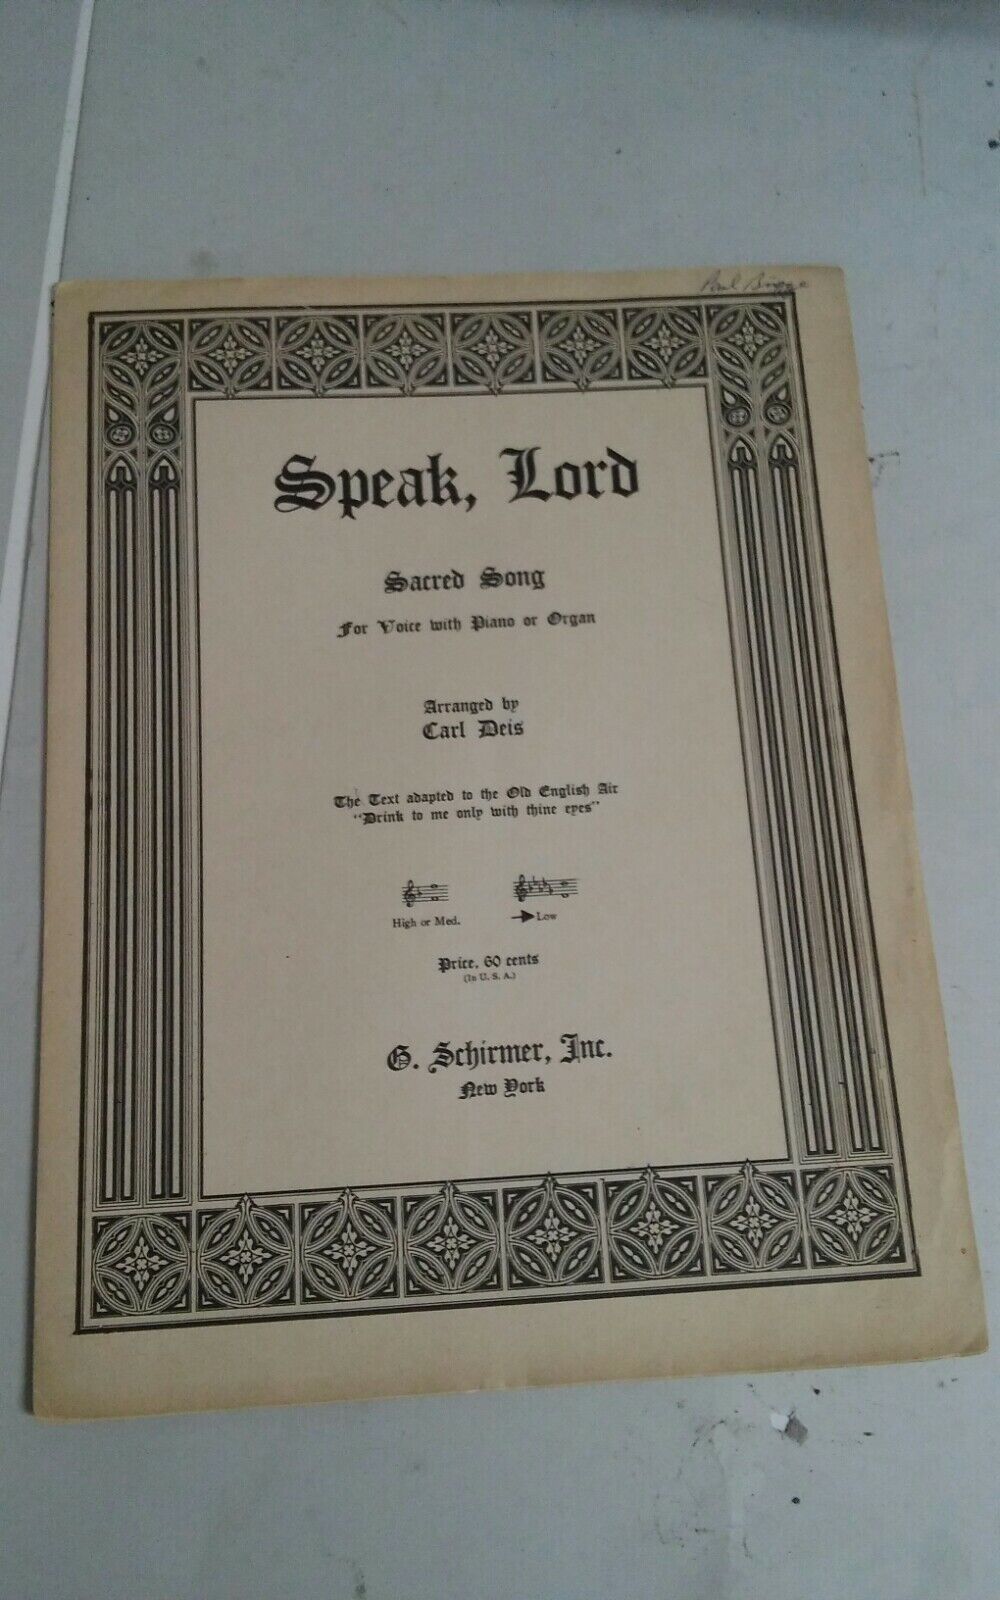 Paul Briggs
Speak, Lord
Sacred Song
For Voice with Piano or Organ
Arranged by
Carl Deis
The Text adapted to the Old English Air
"Drink to me only with thine eyes"
High or Med.
Low
Price, 60 cents
(In U. S. A.)
G. Schirmer, Inc.
New York